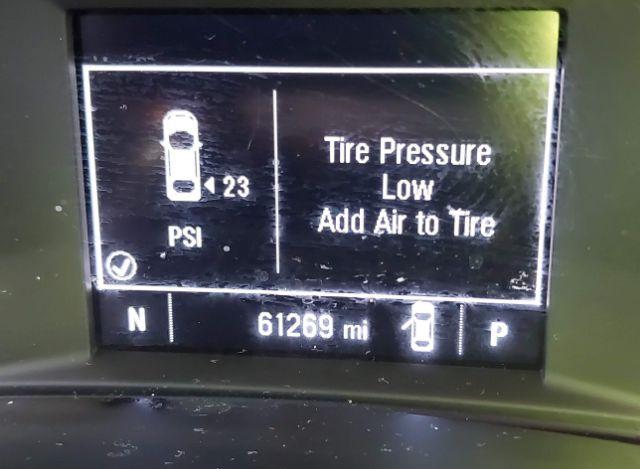 23
PSI
Tire Pressure
Low
Add Air to Tire
N
61269 mi
P